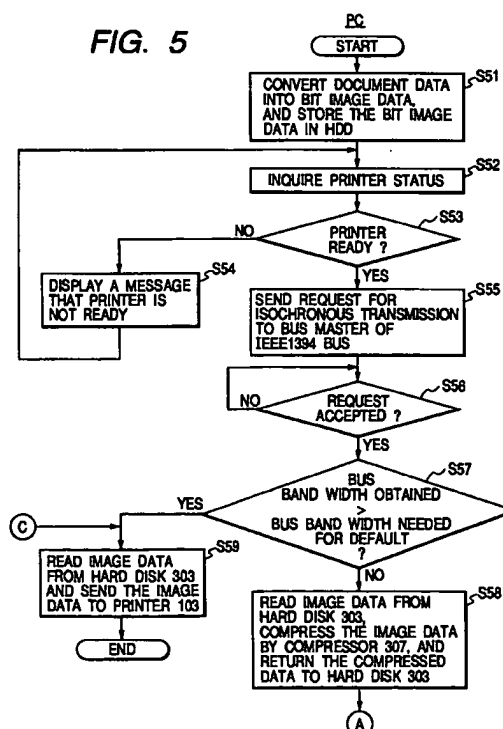 FIG. 5
PC
START
S51
CONVERT DOCUMENT DATA
INTO BIT IMAGE DATA,
AND STORE THE BIT IMAGE
DATA IN HDD
S52
INQUIRE PRINTER STATUS
S53
PRINTER
READY ?
NO
YES
S54
DISPLAY A MESSAGE
THAT PRINTER IS
NOT READY
S55
SEND REQUEST FOR
ISOCHRONOUS TRANSMISSION
TO BUS MASTER OF
IEEE1394 BUS
S56
REQUEST
ACCEPTED ?
NO
YES
S57
BUS
BAND WIDTH OBTAINED
>
BUS BAND WIDTH NEEDED
FOR DEFAULT
?
YES
NO
C
S59
READ IMAGE DATA
FROM HARD DISK 303
AND SEND THE IMAGE
DATA TO PRINTER 103
END
S58
READ IMAGE DATA FROM
HARD DISK 303,
COMPRESS THE IMAGE DATA
BY COMPRESSOR 307, AND
RETURN THE COMPRESSED
DATA TO HARD DISK 303
A